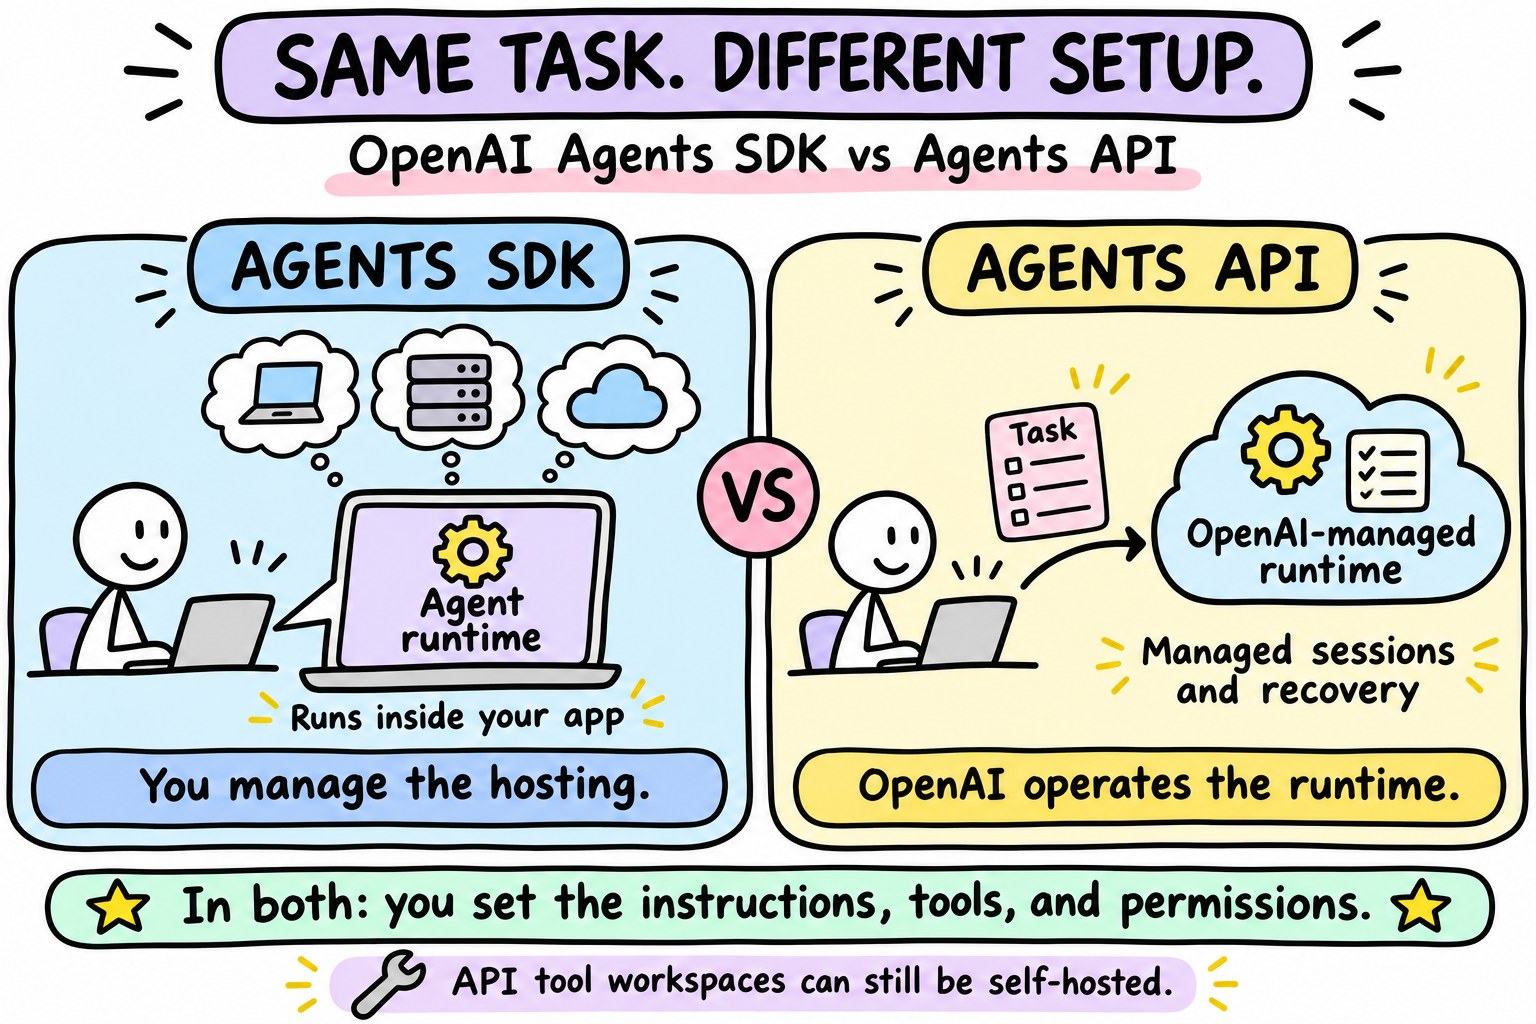 SAME TASK. DIFFERENT SETUP.
OpenAI Agents SDK vs Agents API
AGENTS SDK
Agent
runtime
Runs inside your app
You manage the hosting.
VS
AGENTS API
Task
OpenAI-managed
runtime
Managed sessions
and recovery
OpenAI operates the runtime.
In both: you set the instructions, tools, and permissions.
API tool workspaces can still be self-hosted.